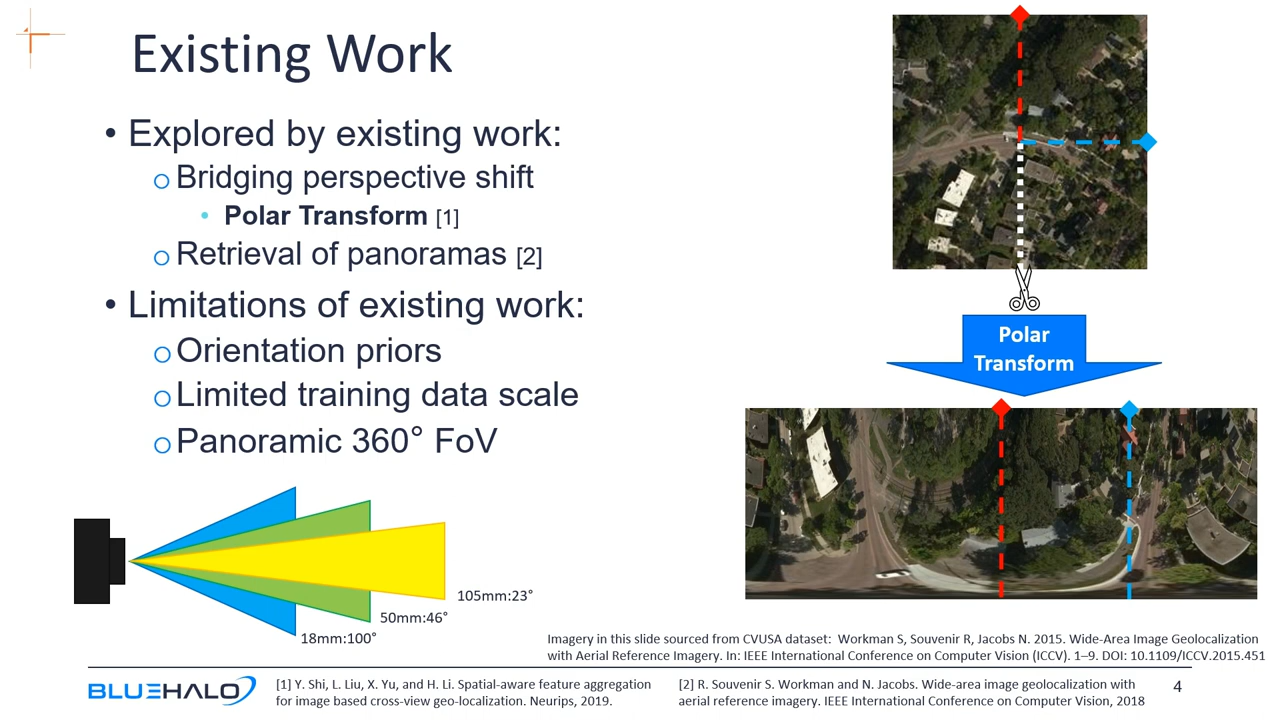 Existing Work
• Explored by existing work:
o Bridging perspective shift
• Polar Transform [1]
o Retrieval of panoramas [2]
• Limitations of existing work:
o Orientation priors
o Limited training data scale
o Panoramic 360° FoV
105mm:23°
50mm:46°
18mm:100°
Polar
Transform
Imagery in this slide sourced from CVUSA dataset: Workman S, Souvenir R, Jacobs N. 2015. Wide-Area Image Geolocalization
with Aerial Reference Imagery. In: IEEE International Conference on Computer Vision (ICCV). 1–9. DOI: 10.1109/ICCV.2015.451
BLUEHALO
[1] Y. Shi, L. Liu, X. Yu, and H. Li. Spatial-aware feature aggregation
for image based cross-view geo-localization. Neurips, 2019.
[2] R. Souvenir S. Workman and N. Jacobs. Wide-area image geolocalization with
aerial reference imagery. IEEE International Conference on Computer Vision, 2018
4